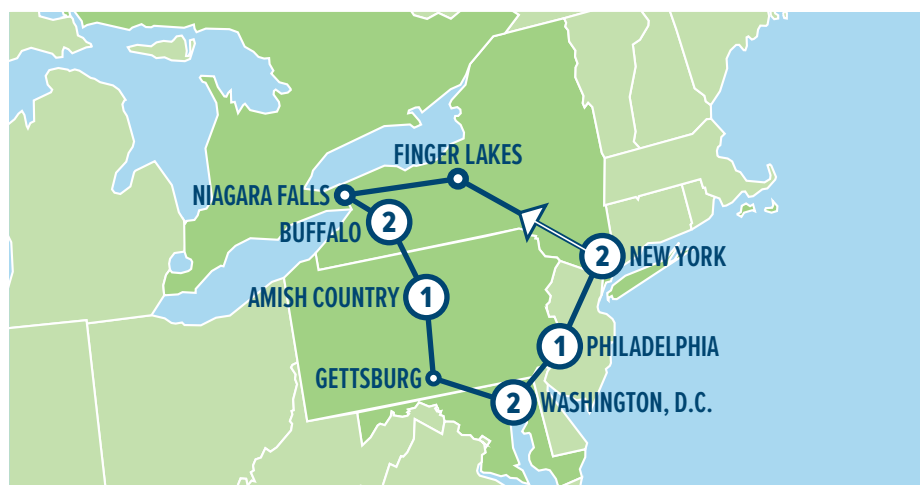 FINGER LAKES
NIAGARA FALLS
2
BUFFALO
2
NEW YORK
1
AMISH COUNTRY
1
PHILADELPHIA
GETTSBURG
2
WASHINGTON, D.C.